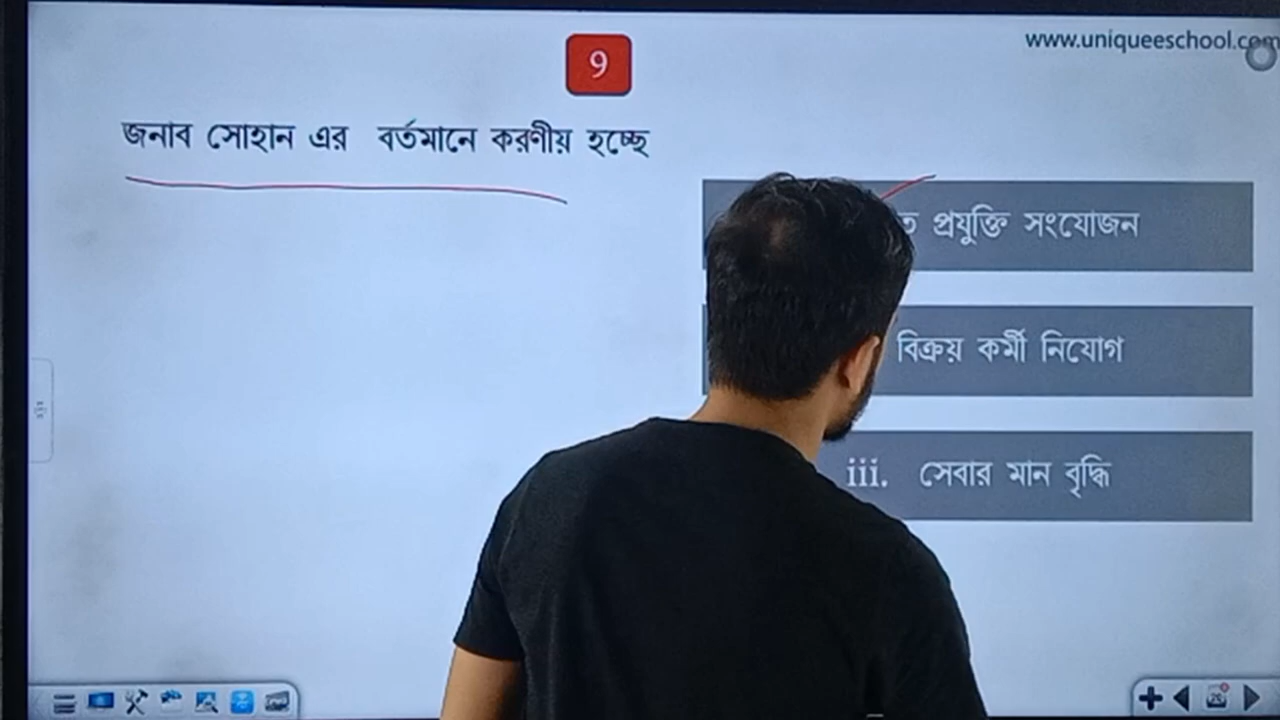 www.uniqueeschool.com
9
জনাব সোহান এর বর্তমানে করণীয় হচ্ছে
প্রযুক্তি সংযোজন
বিক্রয় কর্মী নিযোগ
iii. সেবার মান বৃদ্ধি